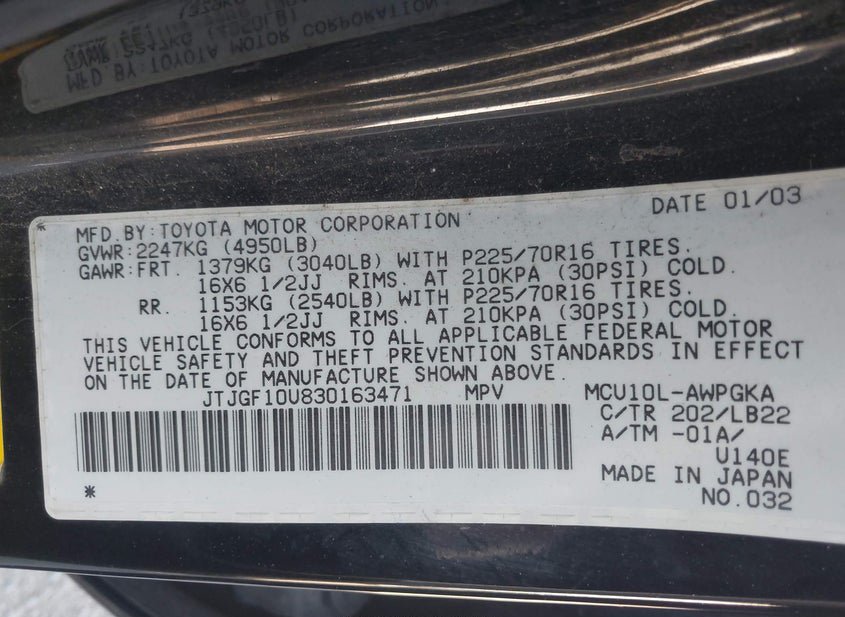 DATE 01/03
MFD.BY:TOYOTA MOTOR CORPORATION
GVWR:2247KG (4950LB)
GAWR:FRT. 1379KG (3040LB) WITH P225/70R16 TIRES.
16X6 1/2JJ RIMS. AT 210KPA (30PSI) COLD.
RR. 1153KG (2540LB) WITH P225/70R16 TIRES.
16X6 1/2JJ RIMS. AT 210KPA (30PSI) COLD.
THIS VEHICLE CONFORMS TO ALL APPLICABLE FEDERAL MOTOR
VEHICLE SAFETY AND THEFT PREVENTION STANDARDS IN EFFECT
ON THE DATE OF MANUFACTURE SHOWN ABOVE.
JTJGF10U830163471 MPV
MCU10L-AWPGKA
C/TR 202/LB22
A/TM -01A/
U140E
MADE IN JAPAN
NO.032